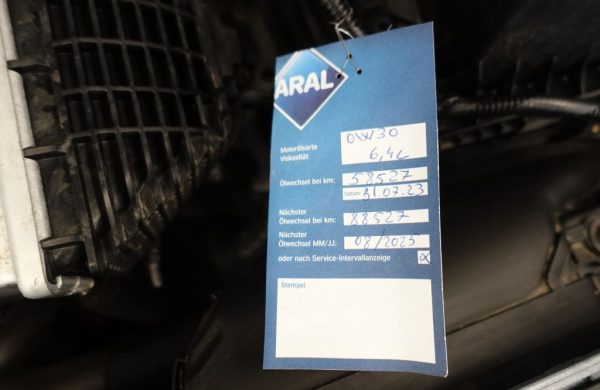 ARAL
Motorölsorte 0W30
Viskosität 6,4L
Ölwechsel bei km: 58527
Datum: 31.07.23
Nächster
Ölwechsel bei km: 88527
Nächster
Ölwechsel MM/JJ: 08/2025
oder nach Service-Intervallanzeige X
Stempel